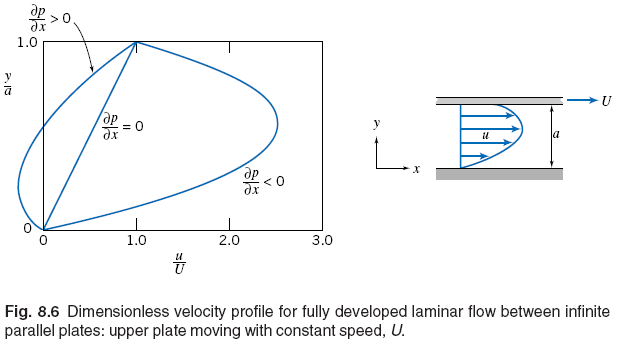 ∂p/∂x > 0
1.0
y/a
∂p/∂x = 0
∂p/∂x < 0
0
0 1.0 2.0 3.0
u/U
U
y
u
a
x
Fig. 8.6 Dimensionless velocity profile for fully developed laminar flow between infinite
parallel plates: upper plate moving with constant speed, U.